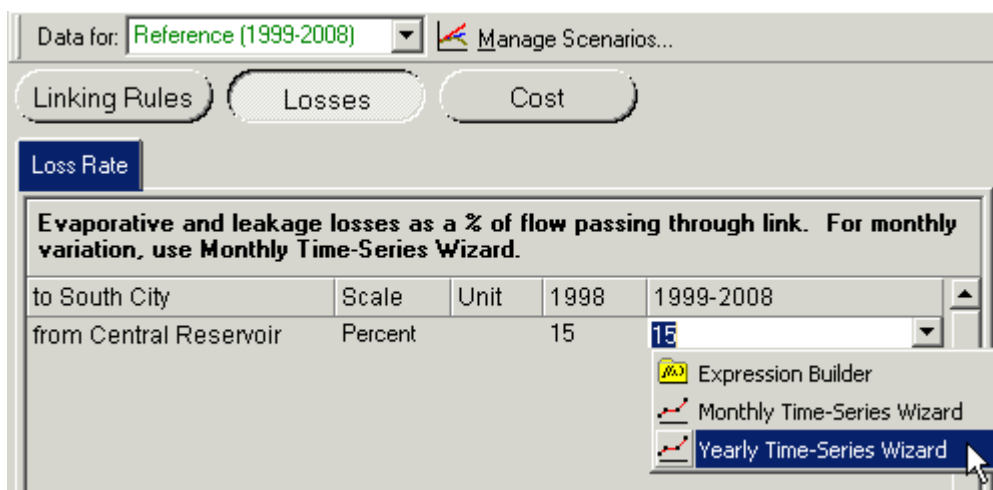 Data for: Reference (1999-2008) Manage Scenarios...
Linking Rules Losses Cost
Loss Rate
Evaporative and leakage losses as a % of flow passing through link. For monthly
variation, use Monthly Time-Series Wizard.
to South City Scale Unit 1998 1999-2008
from Central Reservoir Percent 15 15
Expression Builder
Monthly Time-Series Wizard
Yearly Time-Series Wizard